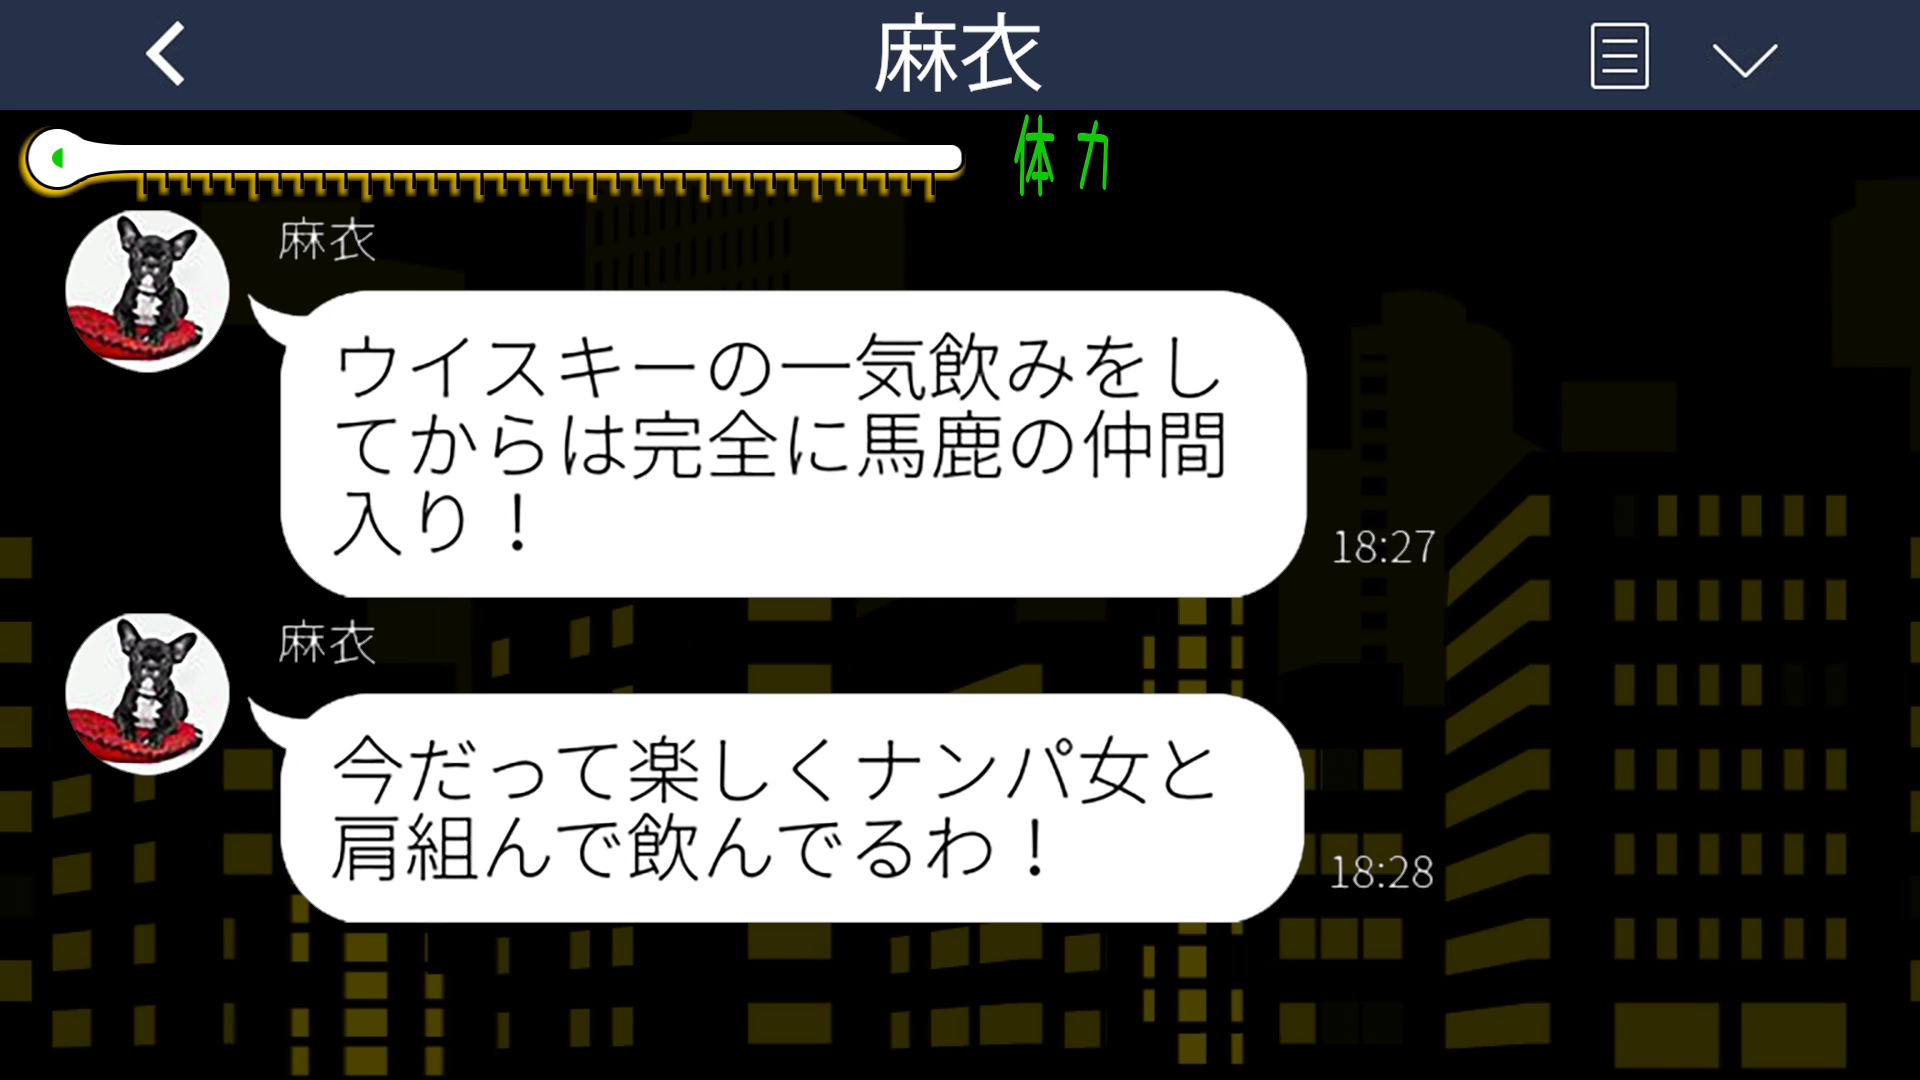 麻衣
体力
麻衣
ウイスキーの一気飲みをし
てからは完全に馬鹿の仲間
入り！
18:27
麻衣
今だって楽しくナンパ女と
肩組んで飲んでるわ！
18:28